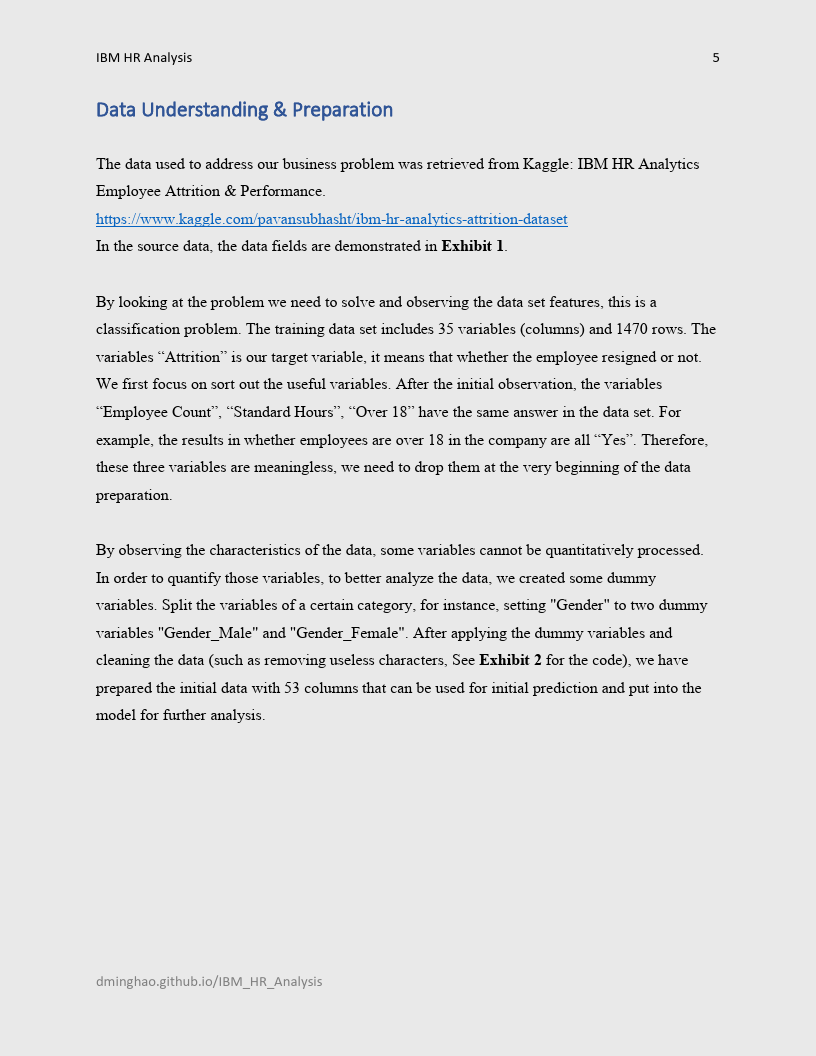 IBM HR Analysis 5
Data Understanding & Preparation
The data used to address our business problem was retrieved from Kaggle: IBM HR Analytics
Employee Attrition & Performance.
https://www.kaggle.com/pavansubhasht/ibm-hr-analytics-attrition-dataset
In the source data, the data fields are demonstrated in Exhibit 1.
By looking at the problem we need to solve and observing the data set features, this is a
classification problem. The training data set includes 35 variables (columns) and 1470 rows. The
variables “Attrition” is our target variable, it means that whether the employee resigned or not.
We first focus on sort out the useful variables. After the initial observation, the variables
“Employee Count”, “Standard Hours”, “Over 18” have the same answer in the data set. For
example, the results in whether employees are over 18 in the company are all “Yes”. Therefore,
these three variables are meaningless, we need to drop them at the very beginning of the data
preparation.
By observing the characteristics of the data, some variables cannot be quantitatively processed.
In order to quantify those variables, to better analyze the data, we created some dummy
variables. Split the variables of a certain category, for instance, setting "Gender" to two dummy
variables "Gender_Male" and "Gender_Female". After applying the dummy variables and
cleaning the data (such as removing useless characters, See Exhibit 2 for the code), we have
prepared the initial data with 53 columns that can be used for initial prediction and put into the
model for further analysis.
dminghao.github.io/IBM_HR_Analysis